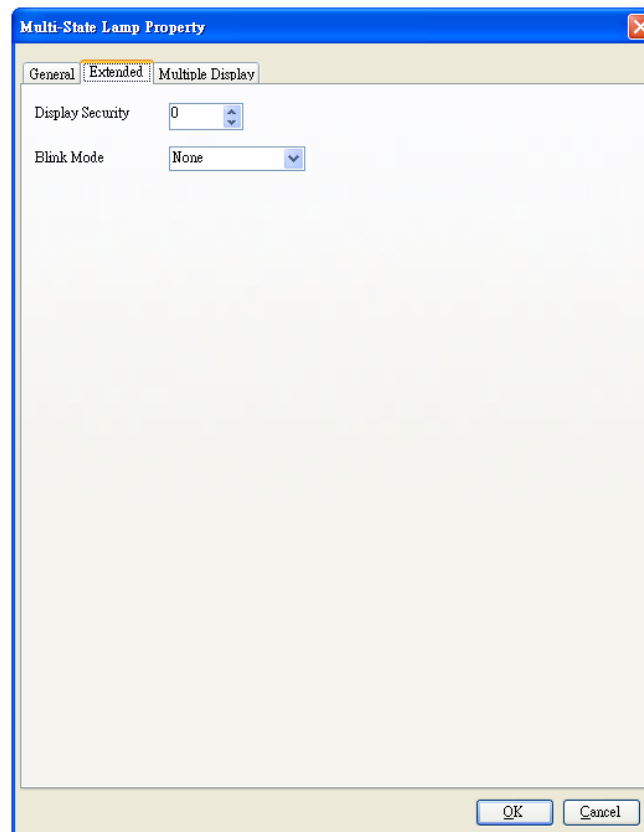 Multi-State Lamp Property
General Extended Multiple Display
Display Security 0
Blink Mode None
OK Cancel